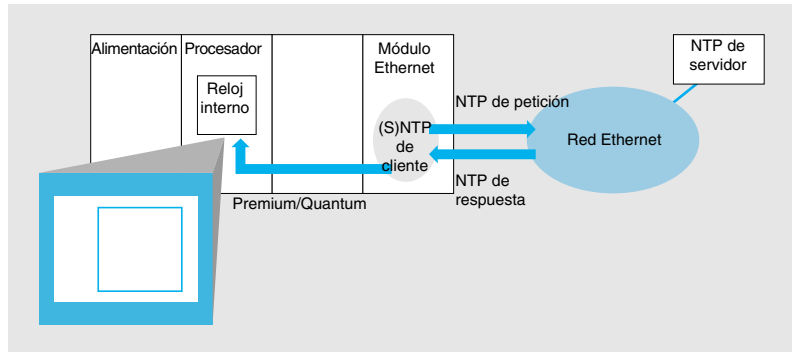 Alimentación
Procesador
Módulo
Ethernet
NTP de
servidor
Reloj
interno
NTP de petición
(S)NTP
de
cliente
Red Ethernet
NTP de
respuesta
Premium/Quantum